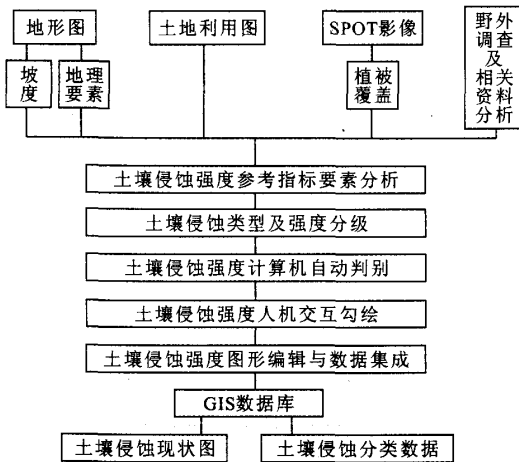 地形图
土地利用图
SPOT影像
野外
调查
及
相关
资料
分析
坡
度
地理
要素
植被
覆盖
土壤侵蚀强度参考指标要素分析
土壤侵蚀类型及强度分级
土壤侵蚀强度计算机自动判别
土壤侵蚀强度人机交互勾绘
土壤侵蚀强度图形编辑与数据集成
GIS数据库
土壤侵蚀现状图
土壤侵蚀分类数据